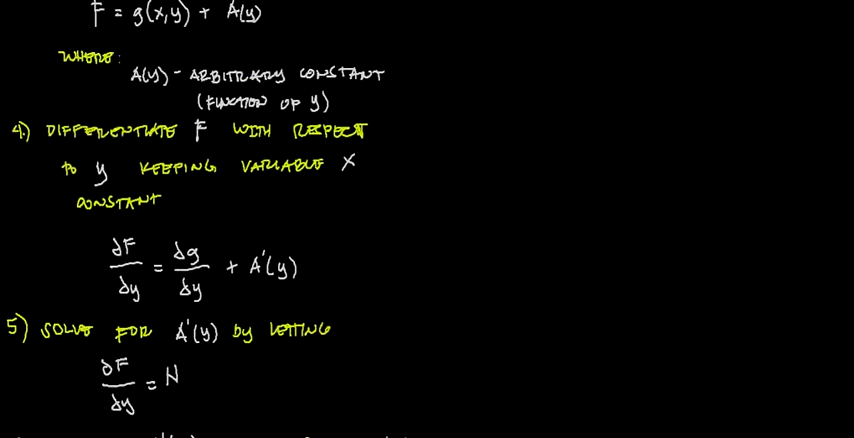 F = g(x,y) + A(y)
WHERE:
A(y) - ARBITRARY CONSTANT
(FUNCTION OF y)
4.) DIFFERENTIATE F WITH RESPECT
TO y KEEPING VARIABLE X
CONSTANT
∂F/∂y = ∂g/∂y + A'(y)
5) SOLVE FOR A'(y) by LETTING
∂F/∂y = N